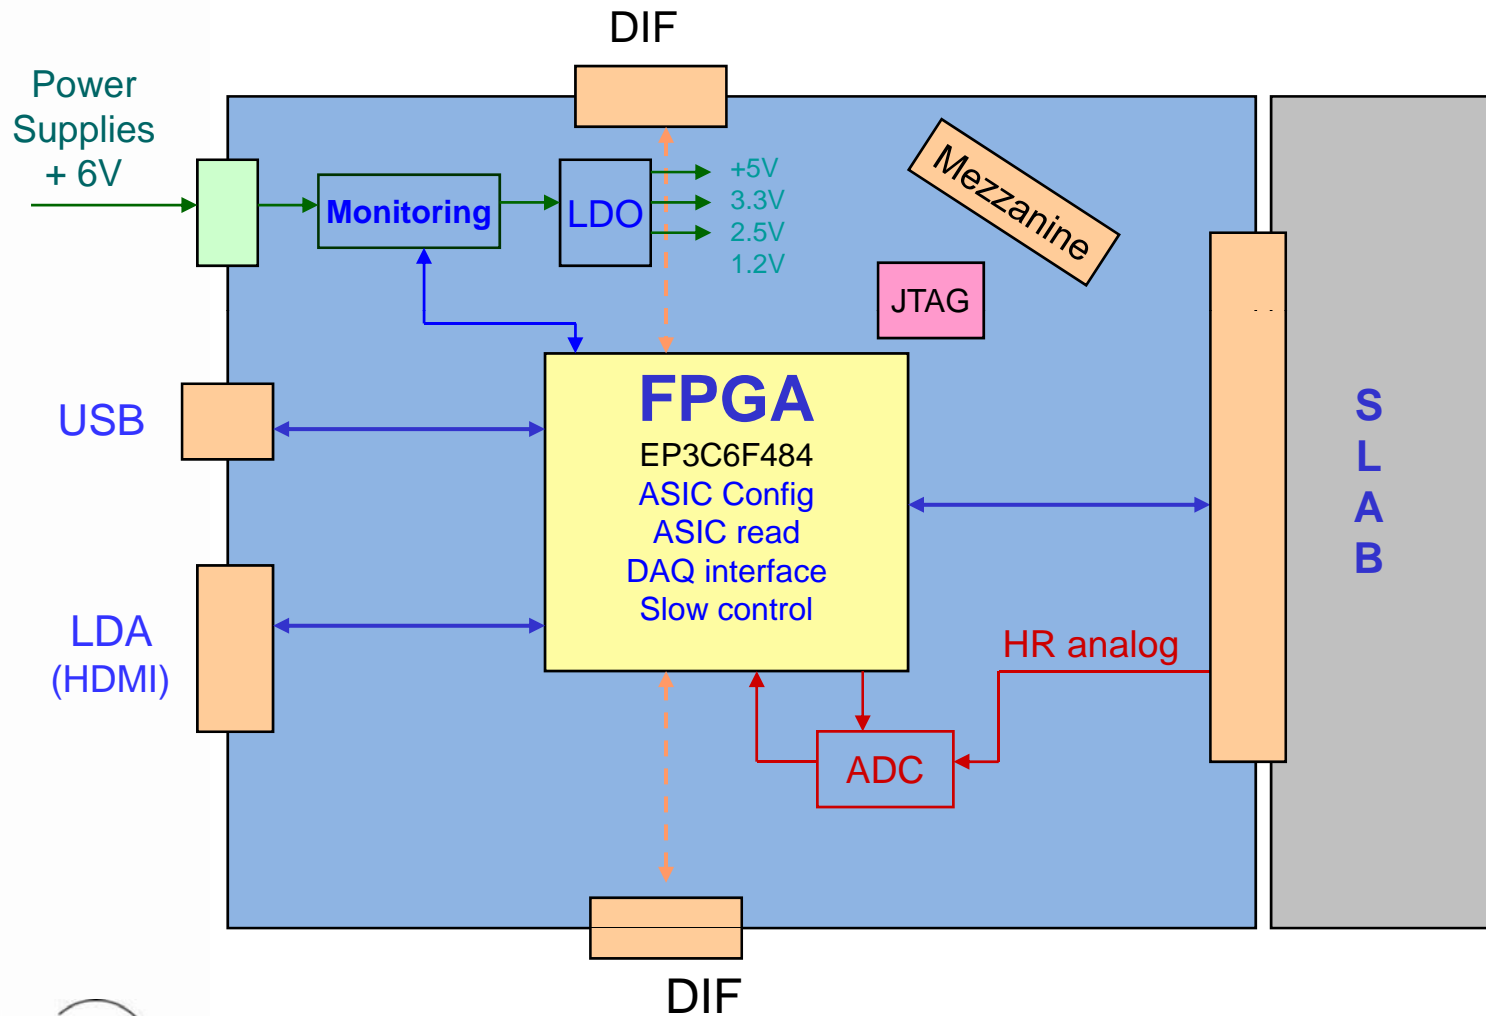 DIF
Power
Supplies
+ 6V
Monitoring
LDO
+5V
3.3V
2.5V
1.2V
Mezzanine
JTAG
USB
FPGA
EP3C6F484
ASIC Config
ASIC read
DAQ interface
Slow control
S
L
A
B
LDA
(HDMI)
HR analog
ADC
DIF